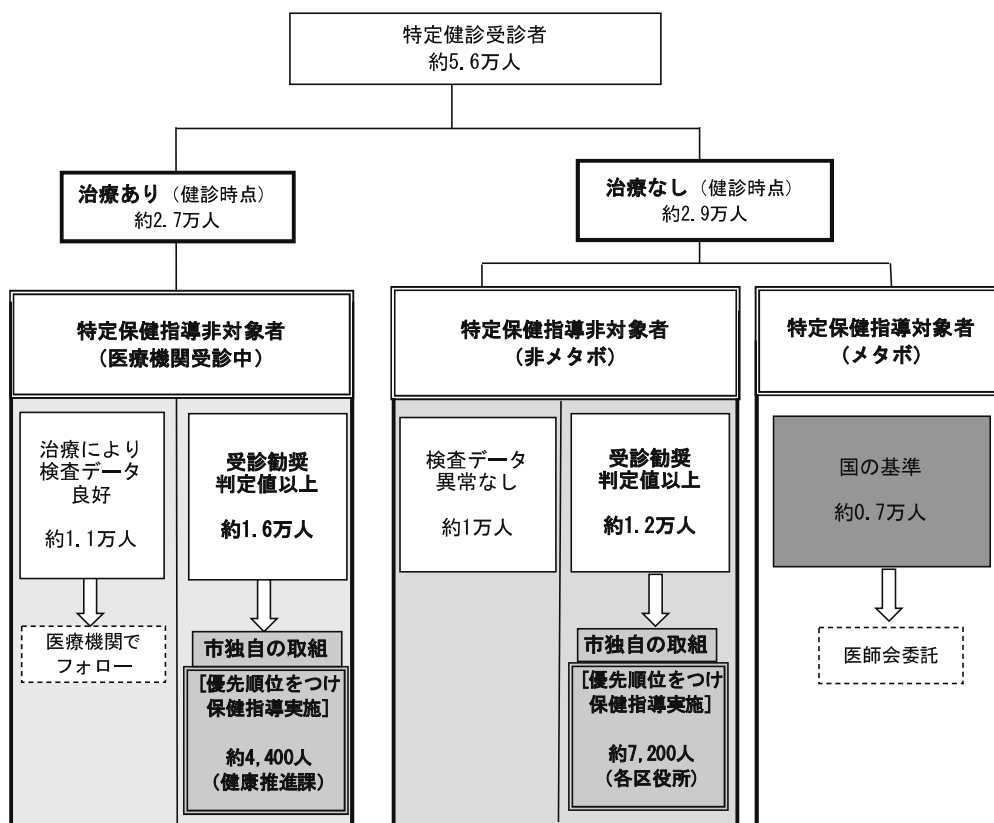 特定健診受診者
約5.6万人
治療あり（健診時点）
約2.7万人
治療なし（健診時点）
約2.9万人
特定保健指導非対象者
（医療機関受診中）
特定保健指導非対象者
（非メタボ）
特定保健指導対象者
（メタボ）
治療により
検査データ
良好
約1.1万人
受診勧奨
判定値以上
約1.6万人
検査データ
異常なし
約1万人
受診勧奨
判定値以上
約1.2万人
国の基準
約0.7万人
医療機関で
フォロー
市独自の取組
[優先順位をつけ
保健指導実施]
約4,400人
（健康推進課）
市独自の取組
[優先順位をつけ
保健指導実施]
約7,200人
（各区役所）
医師会委託